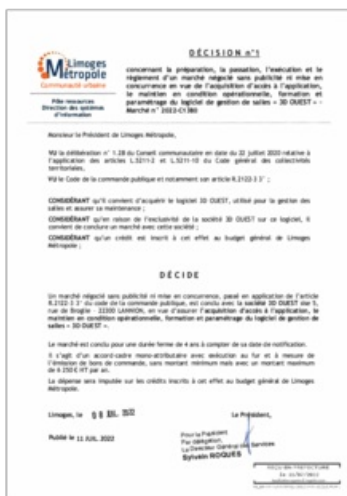 DÉCISION n°1
Limoges
Métropole
Communauté urbaine
Pôle ressources
Direction des systèmes
d'information
concernant la préparation, la passation, l'exécution et le
règlement d'un marché négocié sans publicité ni mise en
concurrence en vue de l'acquisition d'accès à l'application,
le maintien en condition opérationnelle, formation et
paramétrage du logiciel de gestion de salles « 3D OUEST » -
Marché n° 2022-C1380
Monsieur le Président de Limoges Métropole,
VU la délibération n° 1.28 du Conseil communautaire en date du 22 juillet 2020 relative à
l'application des articles L.5211-2 et L.5211-10 du Code général des collectivités
territoriales,
VU le Code de la commande publique et notamment son article R.2122-3 3° ;
CONSIDÉRANT qu'il convient d'acquérir le logiciel 3D OUEST, utilisé pour la gestion des
salles et assurer sa maintenance ;
CONSIDÉRANT qu'en raison de l'exclusivité de la société 3D OUEST sur ce logiciel, il
convient de conclure un marché avec cette société ;
CONSIDÉRANT qu'un crédit est inscrit à cet effet au budget général de Limoges
Métropole ;
DÉCIDE
Un marché négocié sans publicité ni mise en concurrence, passé en application de l'article
R.2122-3 3° du code de la commande publique, est conclu avec la société 3D OUEST sise 5,
rue de Broglie - 22300 LANNION, en vue d'assurer l'acquisition d'accès à l'application, le
maintien en condition opérationnelle, formation et paramétrage du logiciel de gestion de
salles « 3D OUEST ».
Le marché est conclu pour une durée ferme de 4 ans à compter de sa date de notification.
Il s'agit d'un accord-cadre mono-attributaire avec exécution au fur et à mesure de
l'émission de bons de commande, sans montant minimum mais avec un montant maximum
de 6 250 € HT par an.
La dépense sera imputée sur les crédits inscrits à cet effet au budget général de Limoges
Métropole.
Limoges, le 08 JUIL. 2022
Le Président,
Publié le 11 JUIL. 2022
Pour le Président
Par délégation,
Le Directeur Général des Services
Sylvain ROQUES